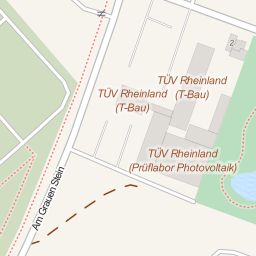 2
TÜV Rheinland
(T-Bau)
TÜV Rheinland
(T-Bau)
TÜV Rheinland
(Prüflabor Photovoltaik)
Am Grauen Stein